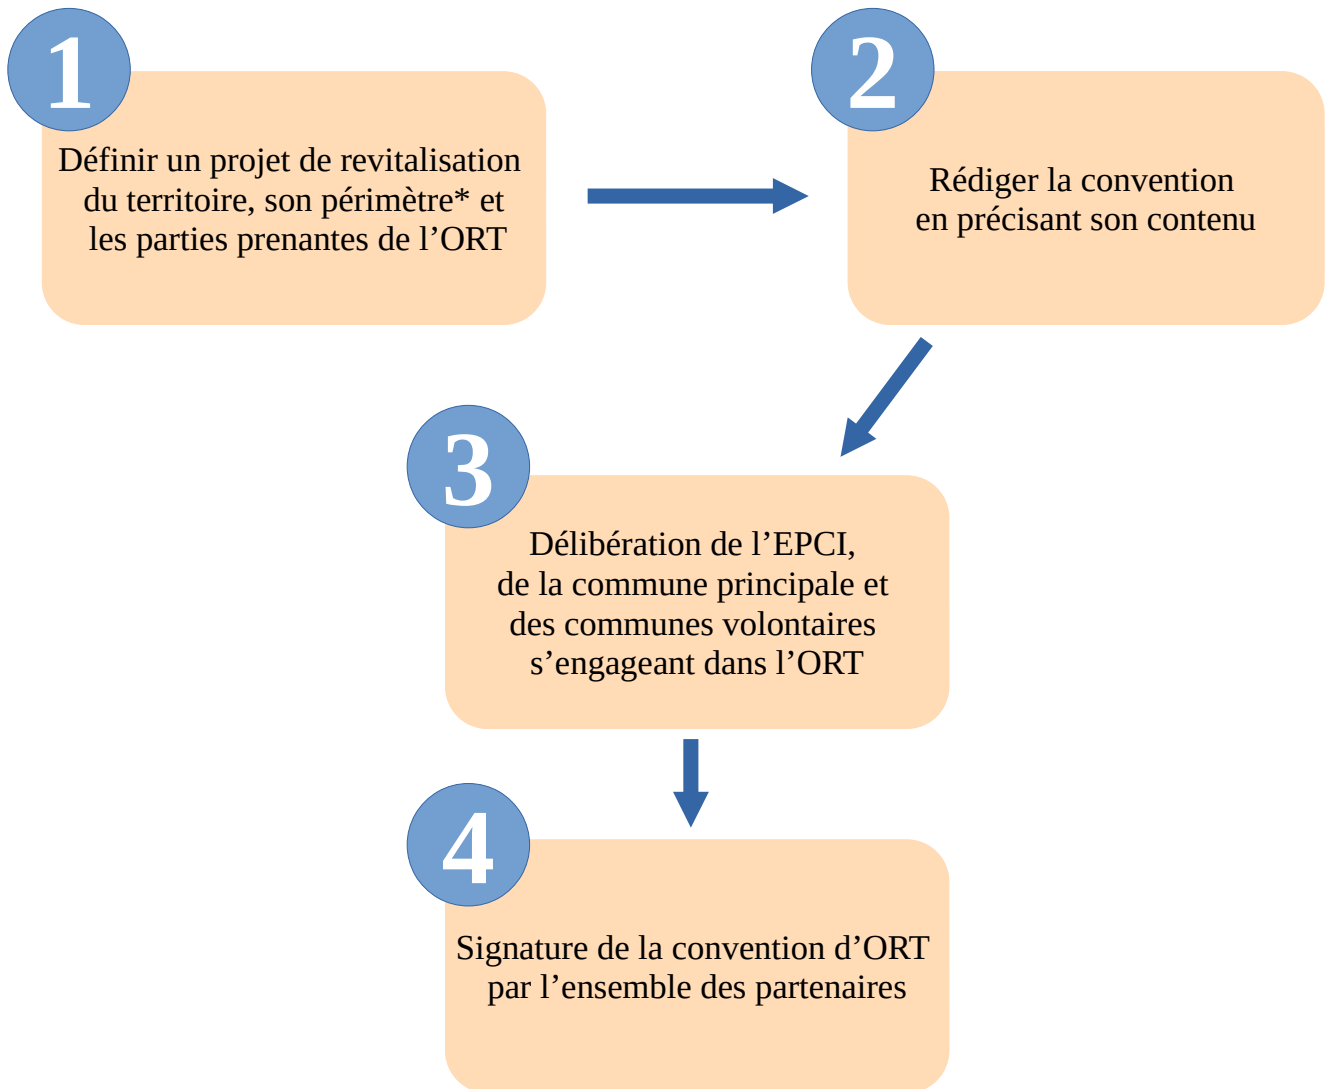 1
Définir un projet de revitalisation
du territoire, son périmètre* et
les parties prenantes de l’ORT
2
Rédiger la convention
en précisant son contenu
3
Délibération de l’EPCI,
de la commune principale et
des communes volontaires
s’engageant dans l’ORT
4
Signature de la convention d’ORT
par l’ensemble des partenaires